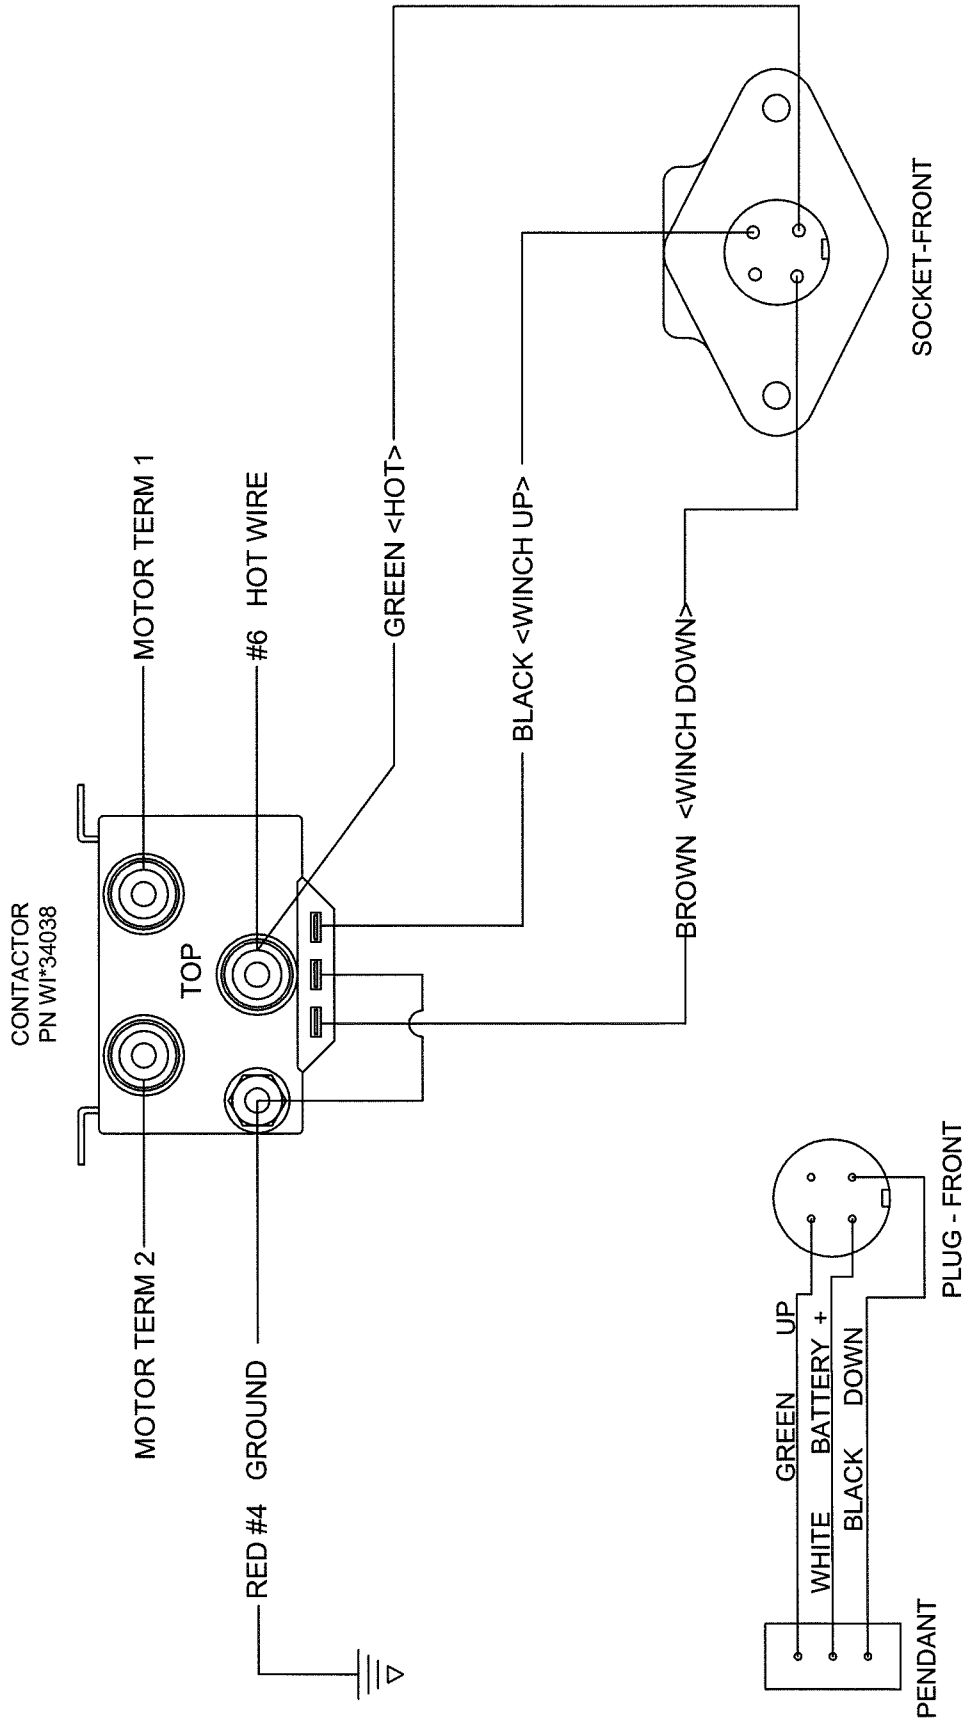 CONTACTOR
PN WI*34038
MOTOR TERM 2
MOTOR TERM 1
TOP
RED #4 GROUND
#6 HOT WIRE
GREEN <HOT>
BLACK <WINCH UP>
BROWN <WINCH DOWN>
SOCKET-FRONT
GREEN UP
WHITE BATTERY +
BLACK DOWN
PENDANT
PLUG - FRONT